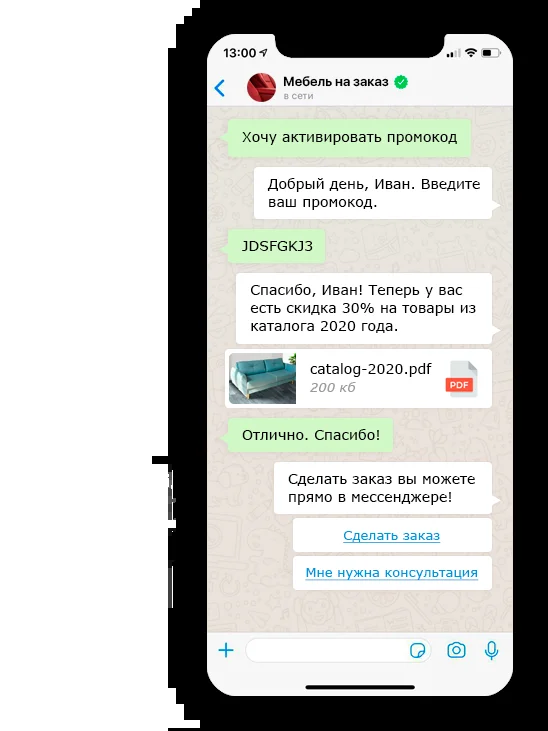 13:00
Мебель на заказ
в сети
Хочу активировать промокод
Добрый день, Иван. Введите
ваш промокод.
JDSFGKJ3
Спасибо, Иван! Теперь у вас
есть скидка 30% на товары из
каталога 2020 года.
catalog-2020.pdf
200 кб
PDF
Отлично. Спасибо!
Сделать заказ вы можете
прямо в мессенджере!
Сделать заказ
Мне нужна консультация